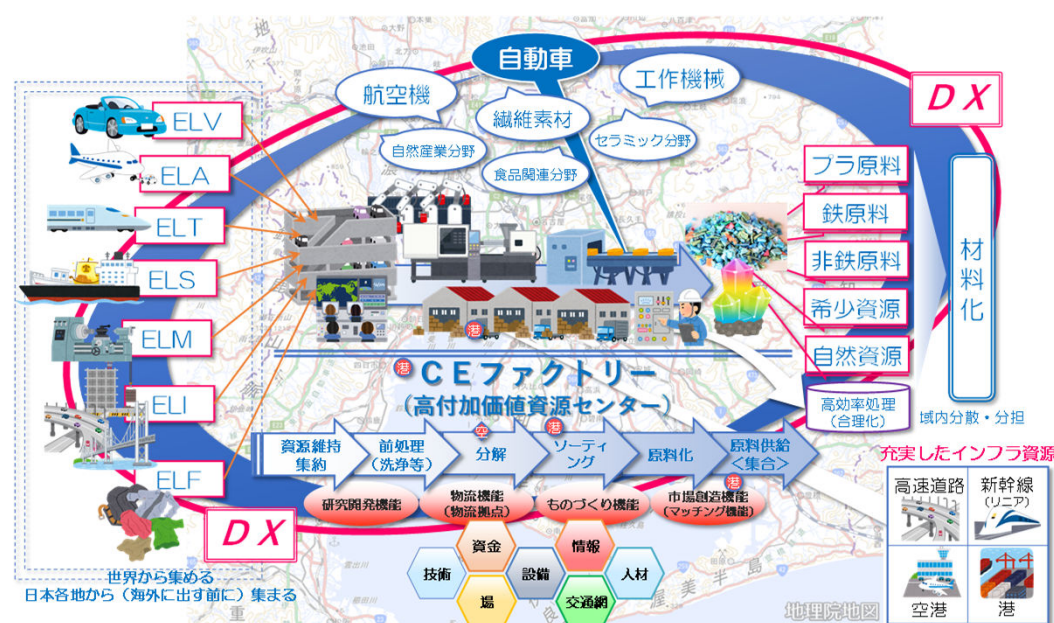 自動車
航空機
工作機械
繊維素材
自然産業分野
セラミック分野
食品関連分野
DX
ELV
ELA
ELT
ELS
ELM
ELI
ELF
プラ原料
鉄原料
非鉄原料
希少資源
自然資源
高効率処理
(合理化)
材料化
域内分散・分担
港
港
CEファクトリー
(高付加価値資源センター)
資源維持
集約
前処理
(洗浄等)
空
分解
港
ソーティ
ング
原料化
原料供給
<集合>
港
研究開発機能
物流機能
(物流拠点)
ものづくり機能
市場創造機能
(マッチング機能)
DX
資金
情報
技術
設備
人材
場
交通網
世界から集める
日本各地から(海外に出す前に)集まる
充実したインフラ資源
高速道路
新幹線
(リニア)
空港
港
渥美半島
地理院地図